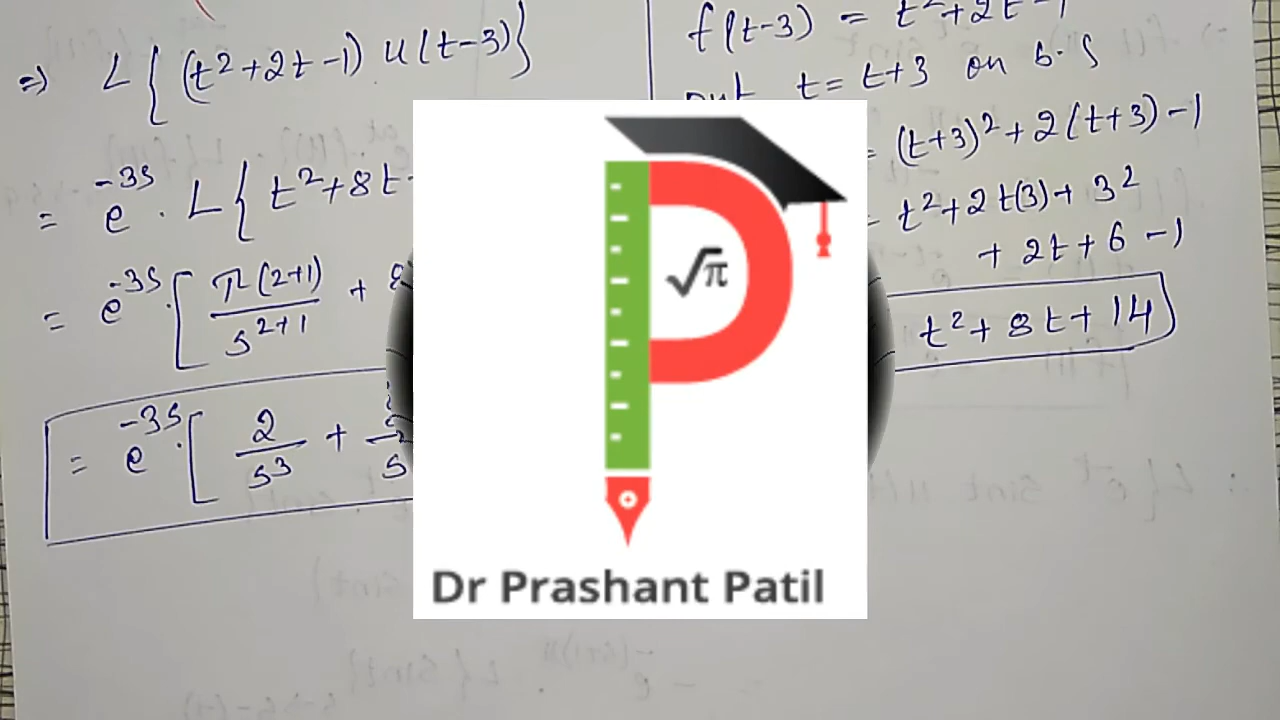 => L{ (t²+2t-1) u(t-3)}
= e^-3s . L{ t²+8t-
= e^-3s . [ π(2+1)/s^2+1 +
= e^-3s . [ 2/s³ +
f(t-3) = t²+2t-1
put t=t+3 on b.s
= (t+3)²+2(t+3)-1
= t²+2t(3)+3²
+2t+6-1
t²+8t+14
√π
Dr Prashant Patil